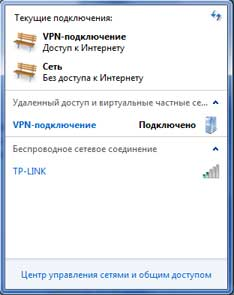 Текущие подключения:
VPN-подключение
Доступ к Интернету
Сеть
Без доступа к Интернету
Удаленный доступ и виртуальные частные се...
VPN-подключение Подключено
Беспроводное сетевое соединение
TP-LINK
Центр управления сетями и общим доступом